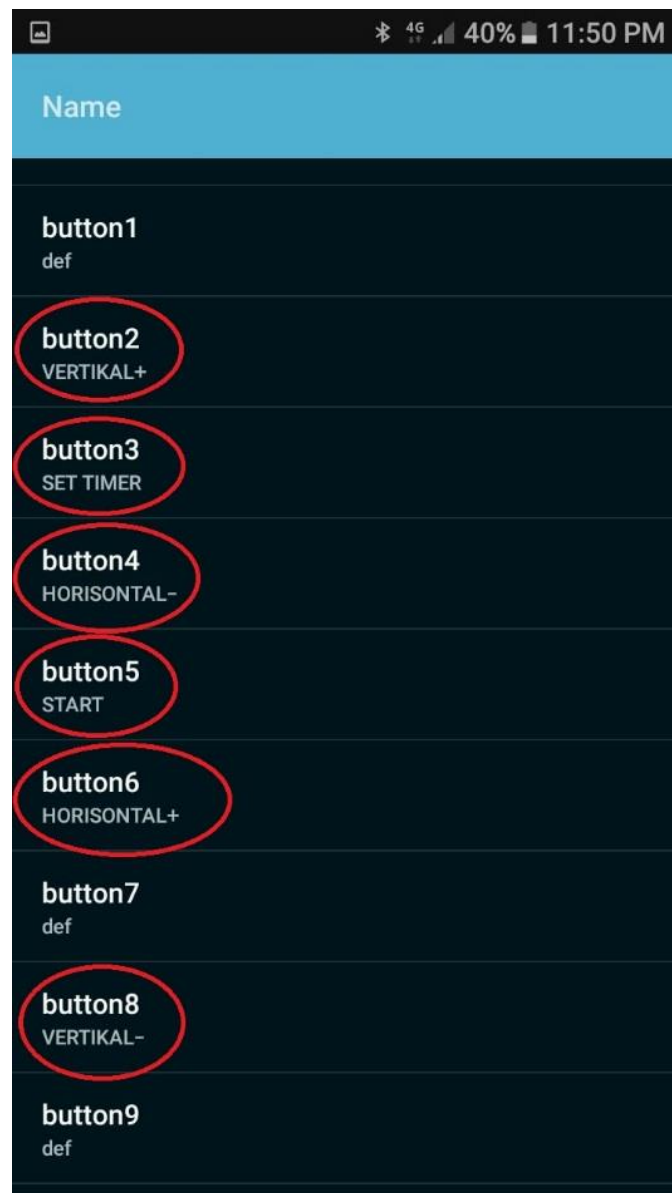 4G 40% 11:50 PM
Name
button1
def
button2
VERTIKAL+
button3
SET TIMER
button4
HORISONTAL-
button5
START
button6
HORISONTAL+
button7
def
button8
VERTIKAL-
button9
def